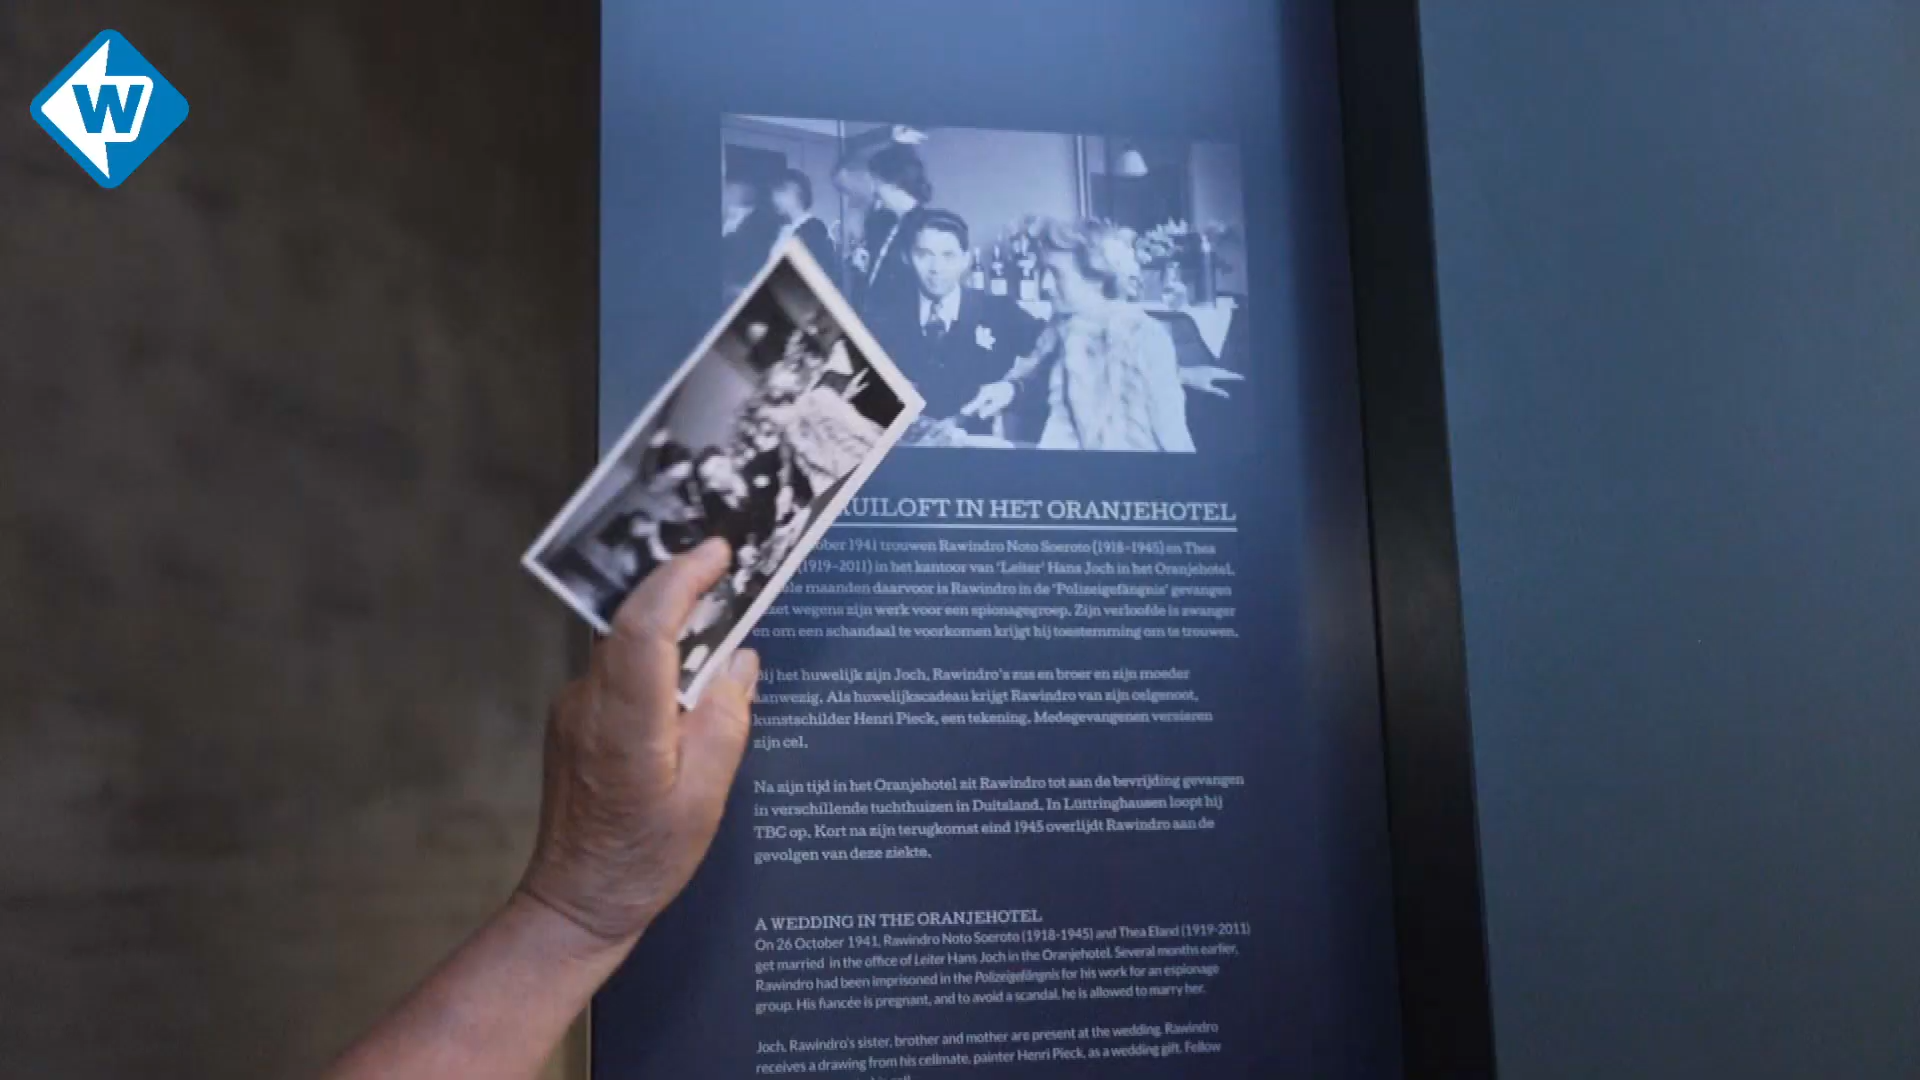 W
RUILOFT IN HET ORANJEHOTEL
ober 1941 trouwen Rawindro Noto Soeroto (1918-1945) en Thea
(1919-2011) in het kantoor van 'Leiter' Hans Joch in het Oranjehotel.
ele maanden daarvoor is Rawindro in de 'Polizeigefängnis' gevangen
zet wegens zijn werk voor een spionagegroep. Zijn verloofde is zwanger
en om een schandaal te voorkomen krijgt hij toestemming om te trouwen.
Bij het huwelijk zijn Joch, Rawindro's zus en broer en zijn moeder
aanwezig. Als huwelijkscadeau krijgt Rawindro van zijn celgenoot,
kunstschilder Henri Pieck, een tekening. Medegevangenen versieren
zijn cel.
Na zijn tijd in het Oranjehotel zit Rawindro tot aan de bevrijding gevangen
in verschillende tuchthuizen in Duitsland. In Lüttringhausen loopt hij
TBC op. Kort na zijn terugkomst eind 1945 overlijdt Rawindro aan de
gevolgen van deze ziekte.
A WEDDING IN THE ORANJEHOTEL
On 26 October 1941, Rawindro Noto Soeroto (1918-1945) and Thea Eland (1919-2011)
get married in the office of Leiter Hans Joch in the Oranjehotel. Several months earlier,
Rawindro had been imprisoned in the Polizeigefängnis for his work for an espionage
group. His fiancée is pregnant, and to avoid a scandal, he is allowed to marry her.
Joch, Rawindro's sister, brother and mother are present at the wedding. Rawindro
receives a drawing from his cellmate, painter Henri Pieck, as a wedding gift. Fellow